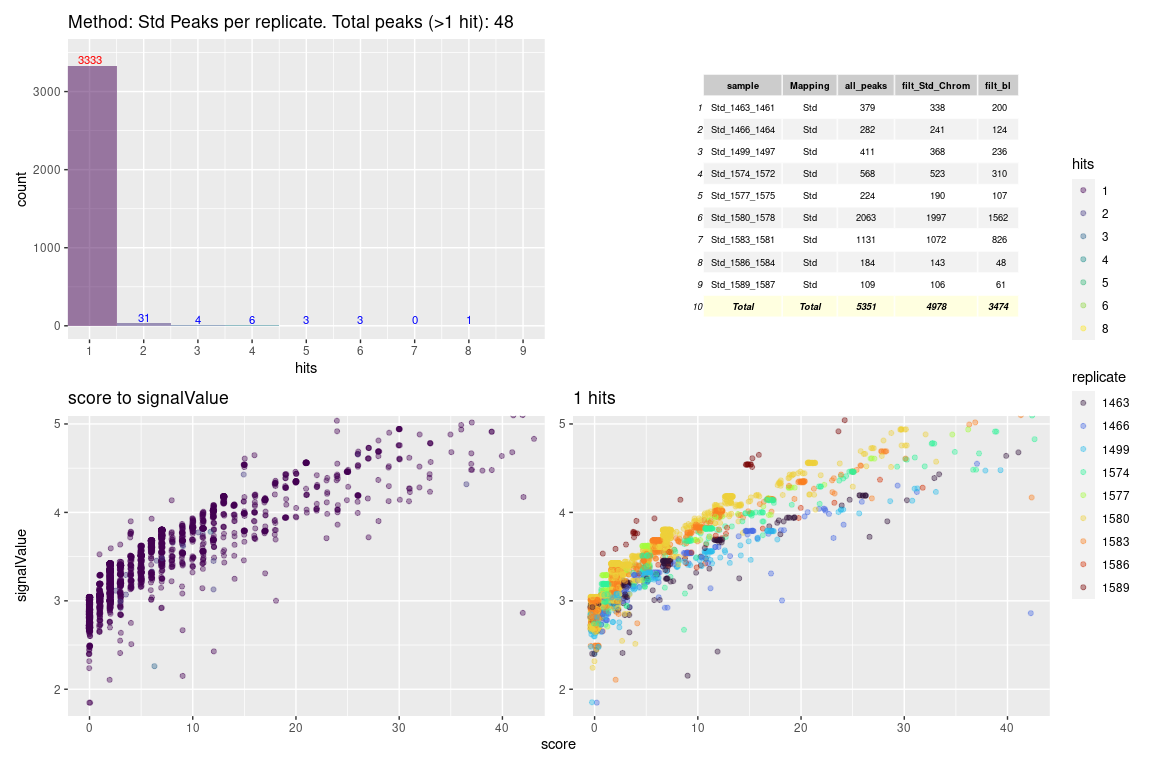 Method: Std Peaks per replicate. Total peaks (>1 hit): 48
count
3000
2000
1000
0
3333
31
4
6
3
3
0
1
1
2
3
4
5
6
7
8
9
hits
sample Mapping all_peaks filt_Std_Chrom filt_bl
1 Std_1463_1461 Std 379 338 200
2 Std_1466_1464 Std 282 241 124
3 Std_1499_1497 Std 411 368 236
4 Std_1574_1572 Std 568 523 310
5 Std_1577_1575 Std 224 190 107
6 Std_1580_1578 Std 2063 1997 1562
7 Std_1583_1581 Std 1131 1072 826
8 Std_1586_1584 Std 184 143 48
9 Std_1589_1587 Std 109 106 61
10 Total Total 5351 4978 3474
hits
1
2
3
4
5
6
8
replicate
1463
1466
1499
1574
1577
1580
1583
1586
1589
score to signalValue
signalValue
5
4
3
2
0
10
20
30
40
1 hits
5
4
3
2
0
10
20
30
40
score